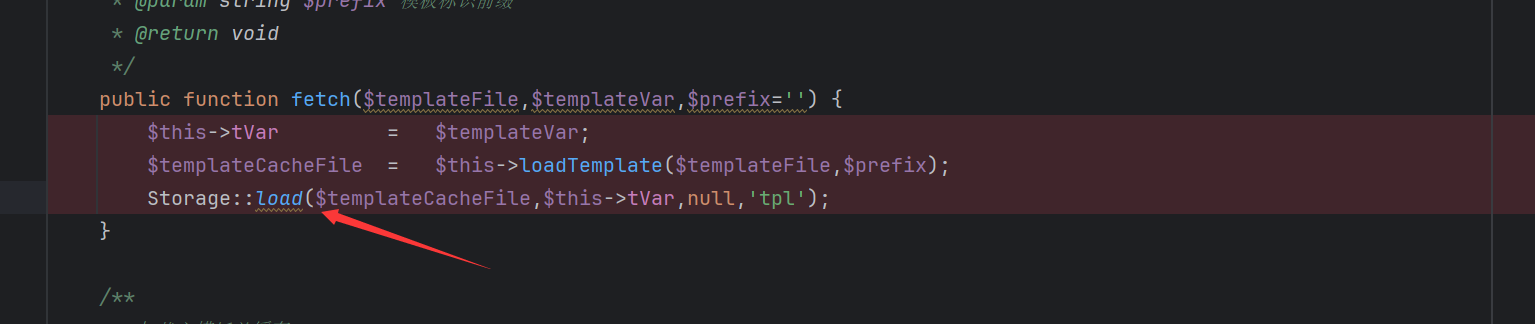 * @param string $prefix 模板标识前缀
* @return void
*/
public function fetch($templateFile,$templateVar,$prefix='') {
$this->tVar = $templateVar;
$templateCacheFile = $this->loadTemplate($templateFile,$prefix);
Storage::load($templateCacheFile,$this->tVar,null,'tpl');
}
/**